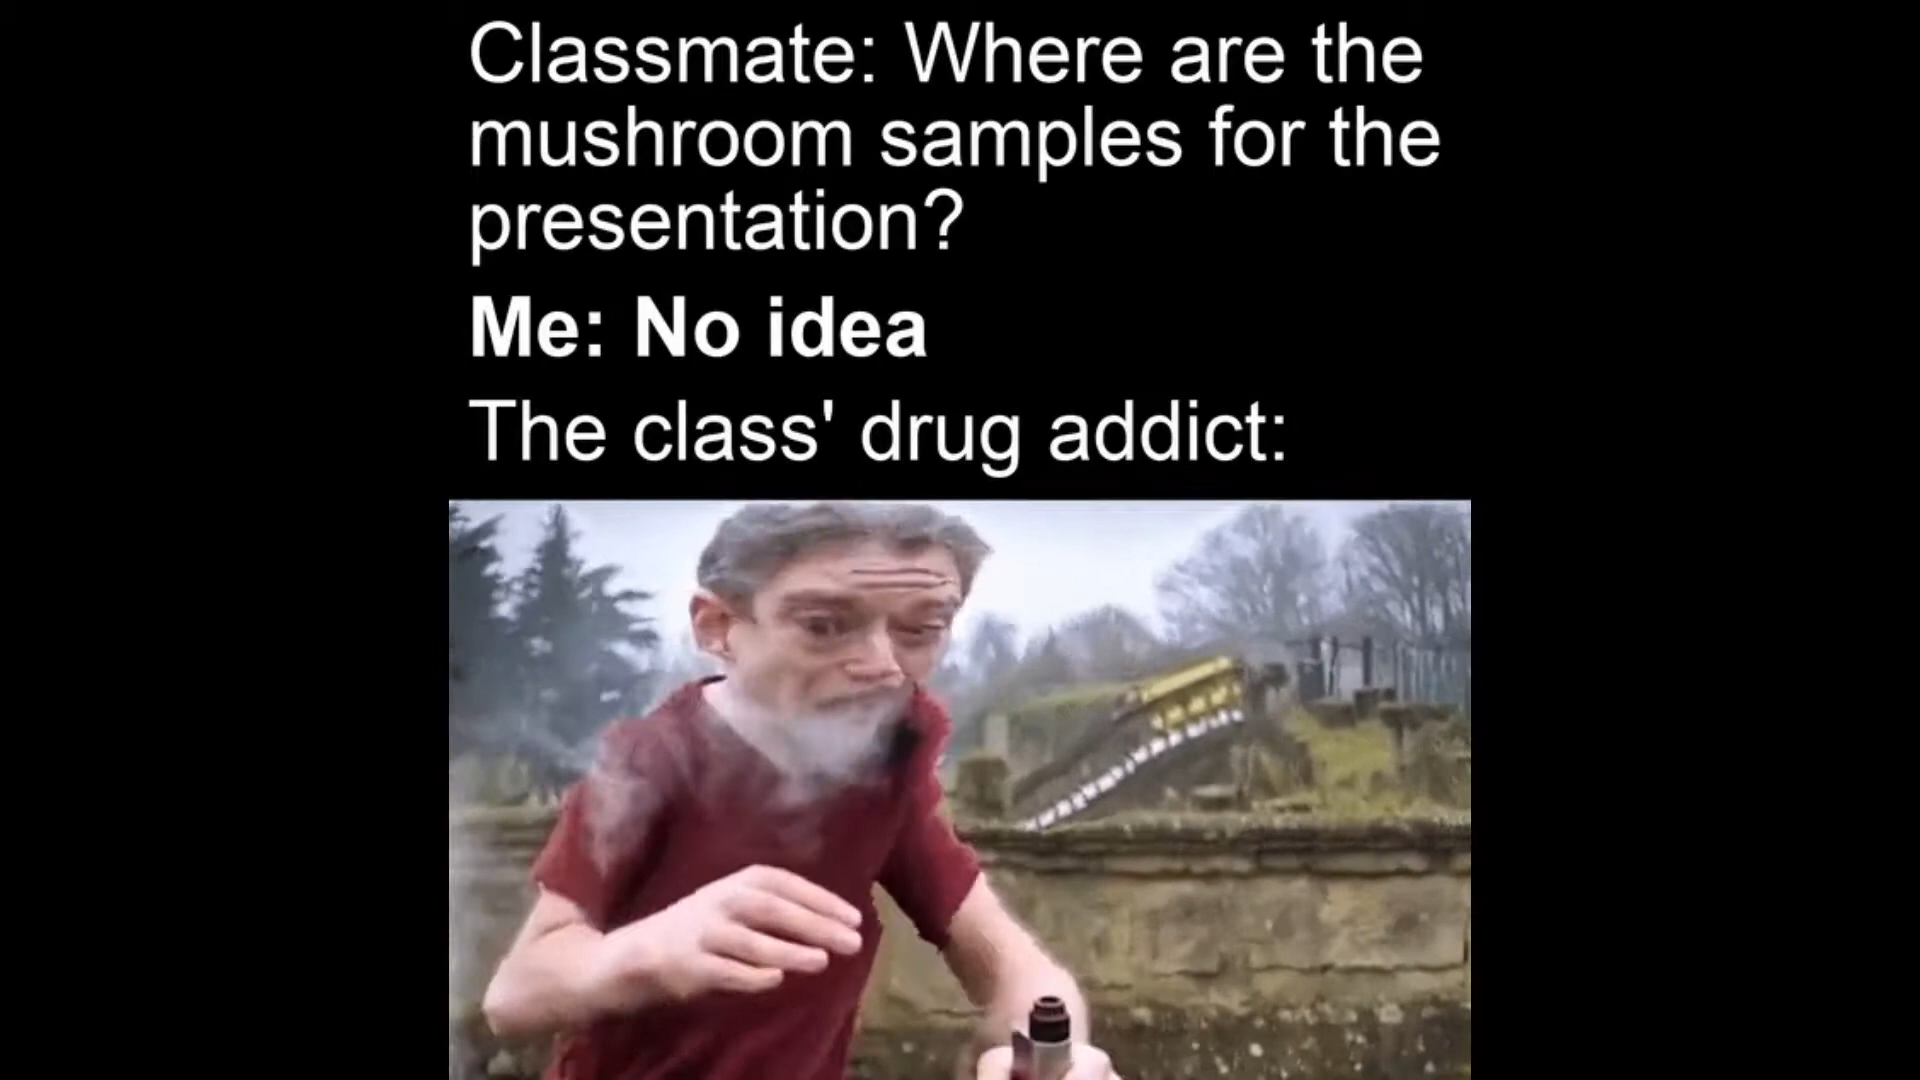 Classmate: Where are the
mushroom samples for the
presentation?
Me: No idea
The class' drug addict: